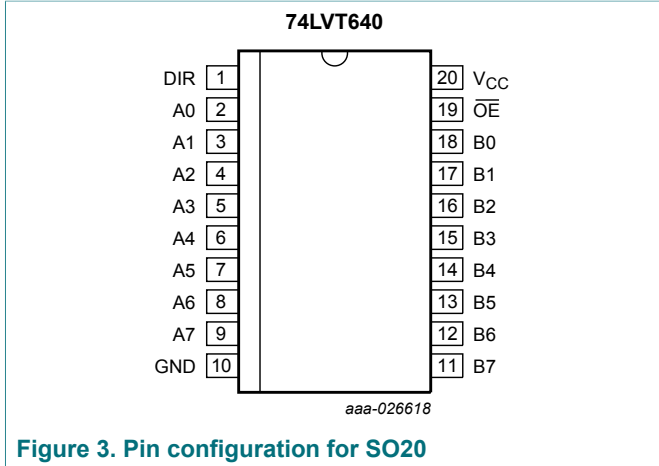 74LVT640
DIR 1 20 VCC
A0 2 19 OE
A1 3 18 B0
A2 4 17 B1
A3 5 16 B2
A4 6 15 B3
A5 7 14 B4
A6 8 13 B5
A7 9 12 B6
GND 10 11 B7
aaa-026618
Figure 3. Pin configuration for SO20